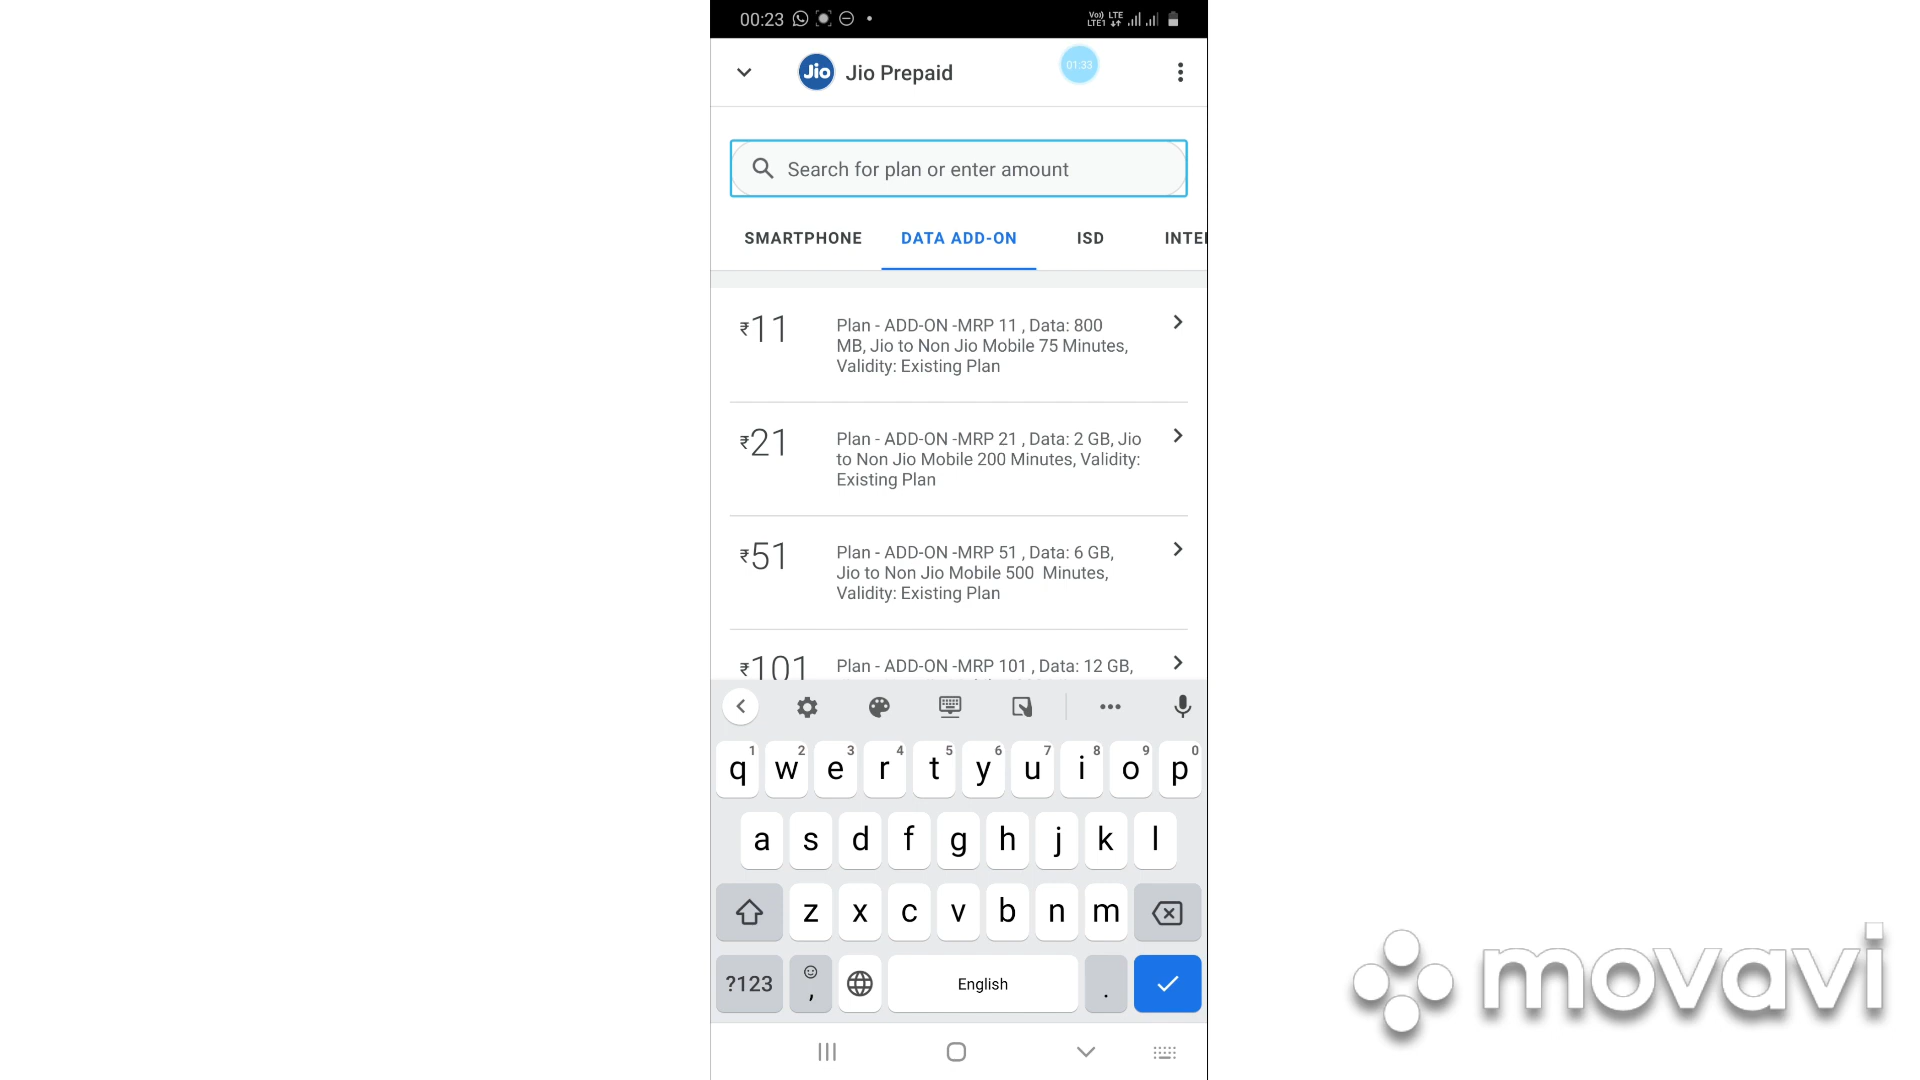 00:23
Vo)) LTE
LTE1
Jio Jio Prepaid 01:33
Search for plan or enter amount
SMARTPHONE DATA ADD-ON ISD INTE
₹11 Plan - ADD-ON -MRP 11 , Data: 800
MB, Jio to Non Jio Mobile 75 Minutes,
Validity: Existing Plan
₹21 Plan - ADD-ON -MRP 21 , Data: 2 GB, Jio
to Non Jio Mobile 200 Minutes, Validity:
Existing Plan
₹51 Plan - ADD-ON -MRP 51 , Data: 6 GB,
Jio to Non Jio Mobile 500 Minutes,
Validity: Existing Plan
₹101 Plan - ADD-ON -MRP 101 , Data: 12 GB,
1 2 3 4 5 6 7 8 9 0
q w e r t y u i o p
a s d f g h j k l
z x c v b n m
?123 , English .
movavi